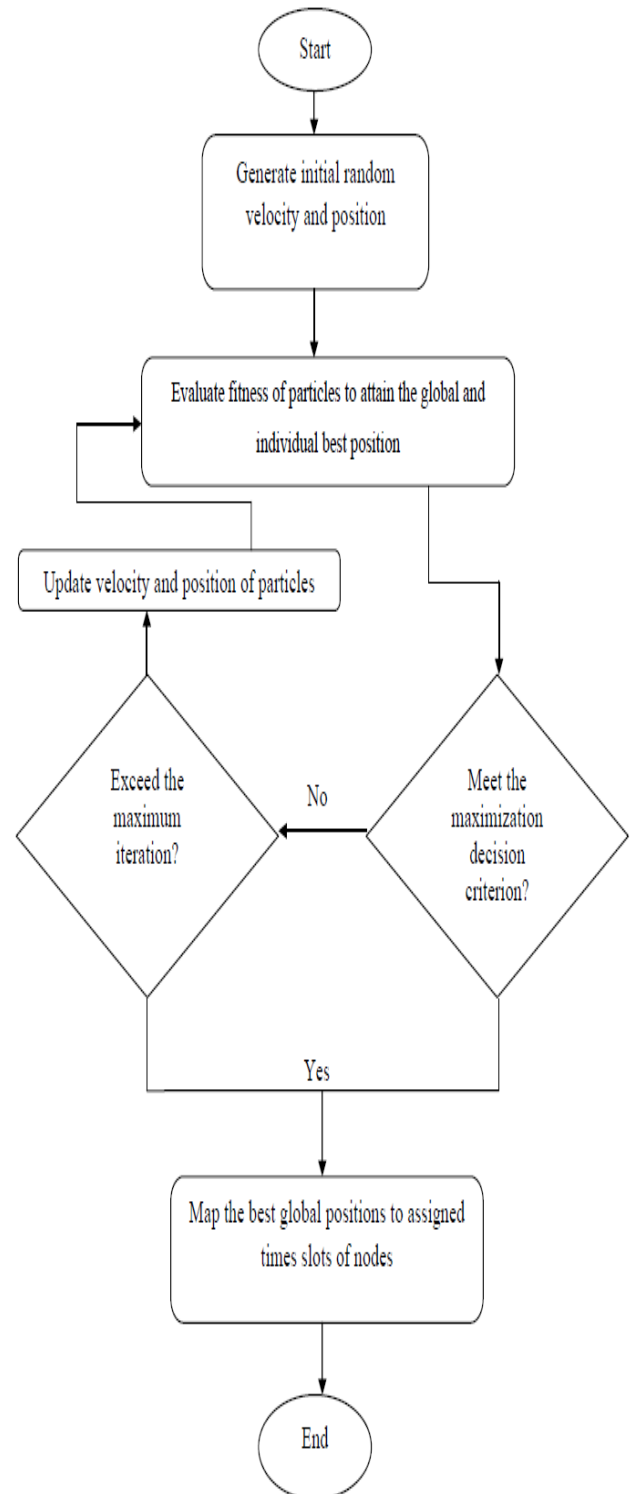 Start
Generate initial random
velocity and position
Evaluate fitness of particles to attain the global and
individual best position
Update velocity and position of particles
Exceed the
maximum
iteration?
No
Meet the
maximization
decision
criterion?
Yes
Map the best global positions to assigned
times slots of nodes
End